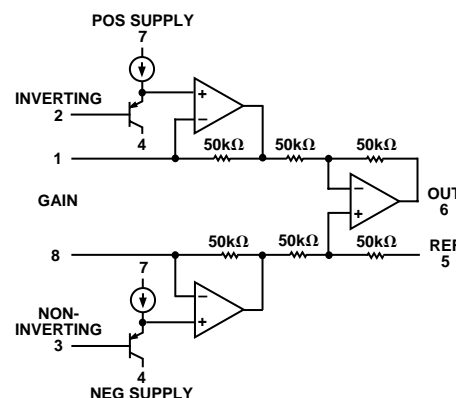 POS SUPPLY
7
INVERTING
2
+
−
4
1
50kΩ 50kΩ 50kΩ
GAIN
−
+
OUT
6
8
50kΩ 50kΩ 50kΩ
REF
5
7
−
+
NON-
INVERTING
3
4
NEG SUPPLY